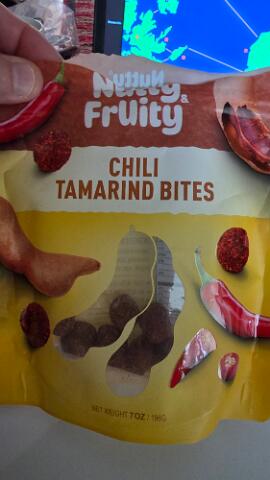 Nutty &
Fruity
CHILI
TAMARIND BITES
NET WEIGHT 7OZ / 198G